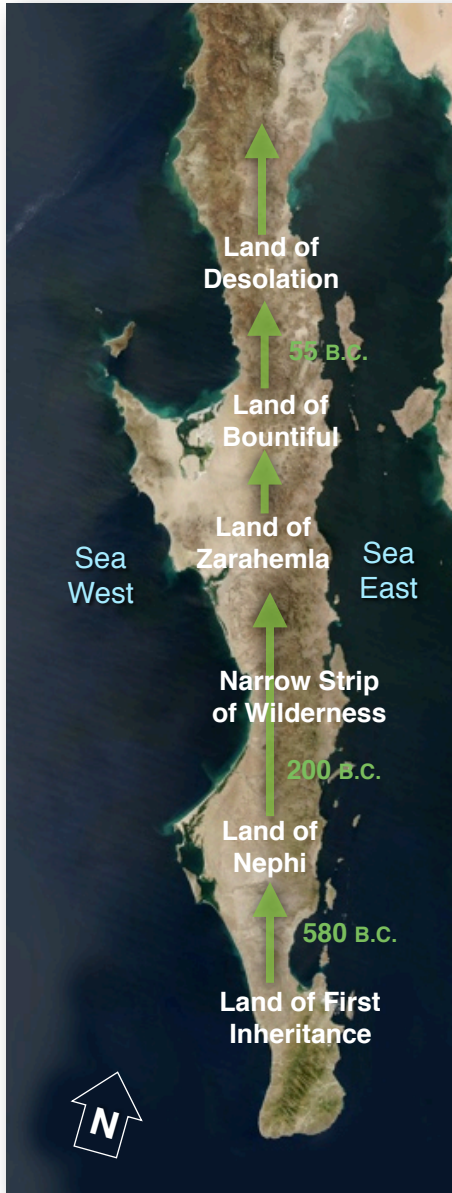 Land of
Desolation
55 B.C.
Land of
Bountiful
Land of
Zarahemla
Sea
West
Sea
East
Narrow Strip
of Wilderness
200 B.C.
Land of
Nephi
580 B.C.
Land of First
Inheritance
N